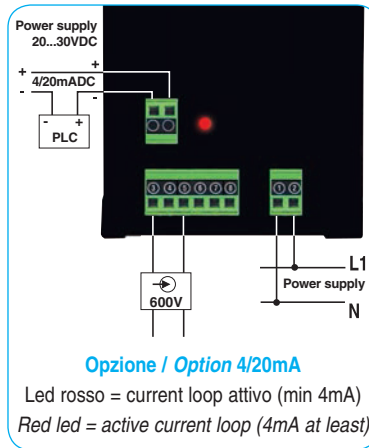 Power supply
20...30VDC
+ +
4/20mADC
- -
- +
PLC
③ ④ ⑤ ⑥ ⑦ ⑧
① ②
600V
L1
Power supply
N
Opzione / Option 4/20mA
Led rosso = current loop attivo (min 4mA)
Red led = active current loop (4mA at least)